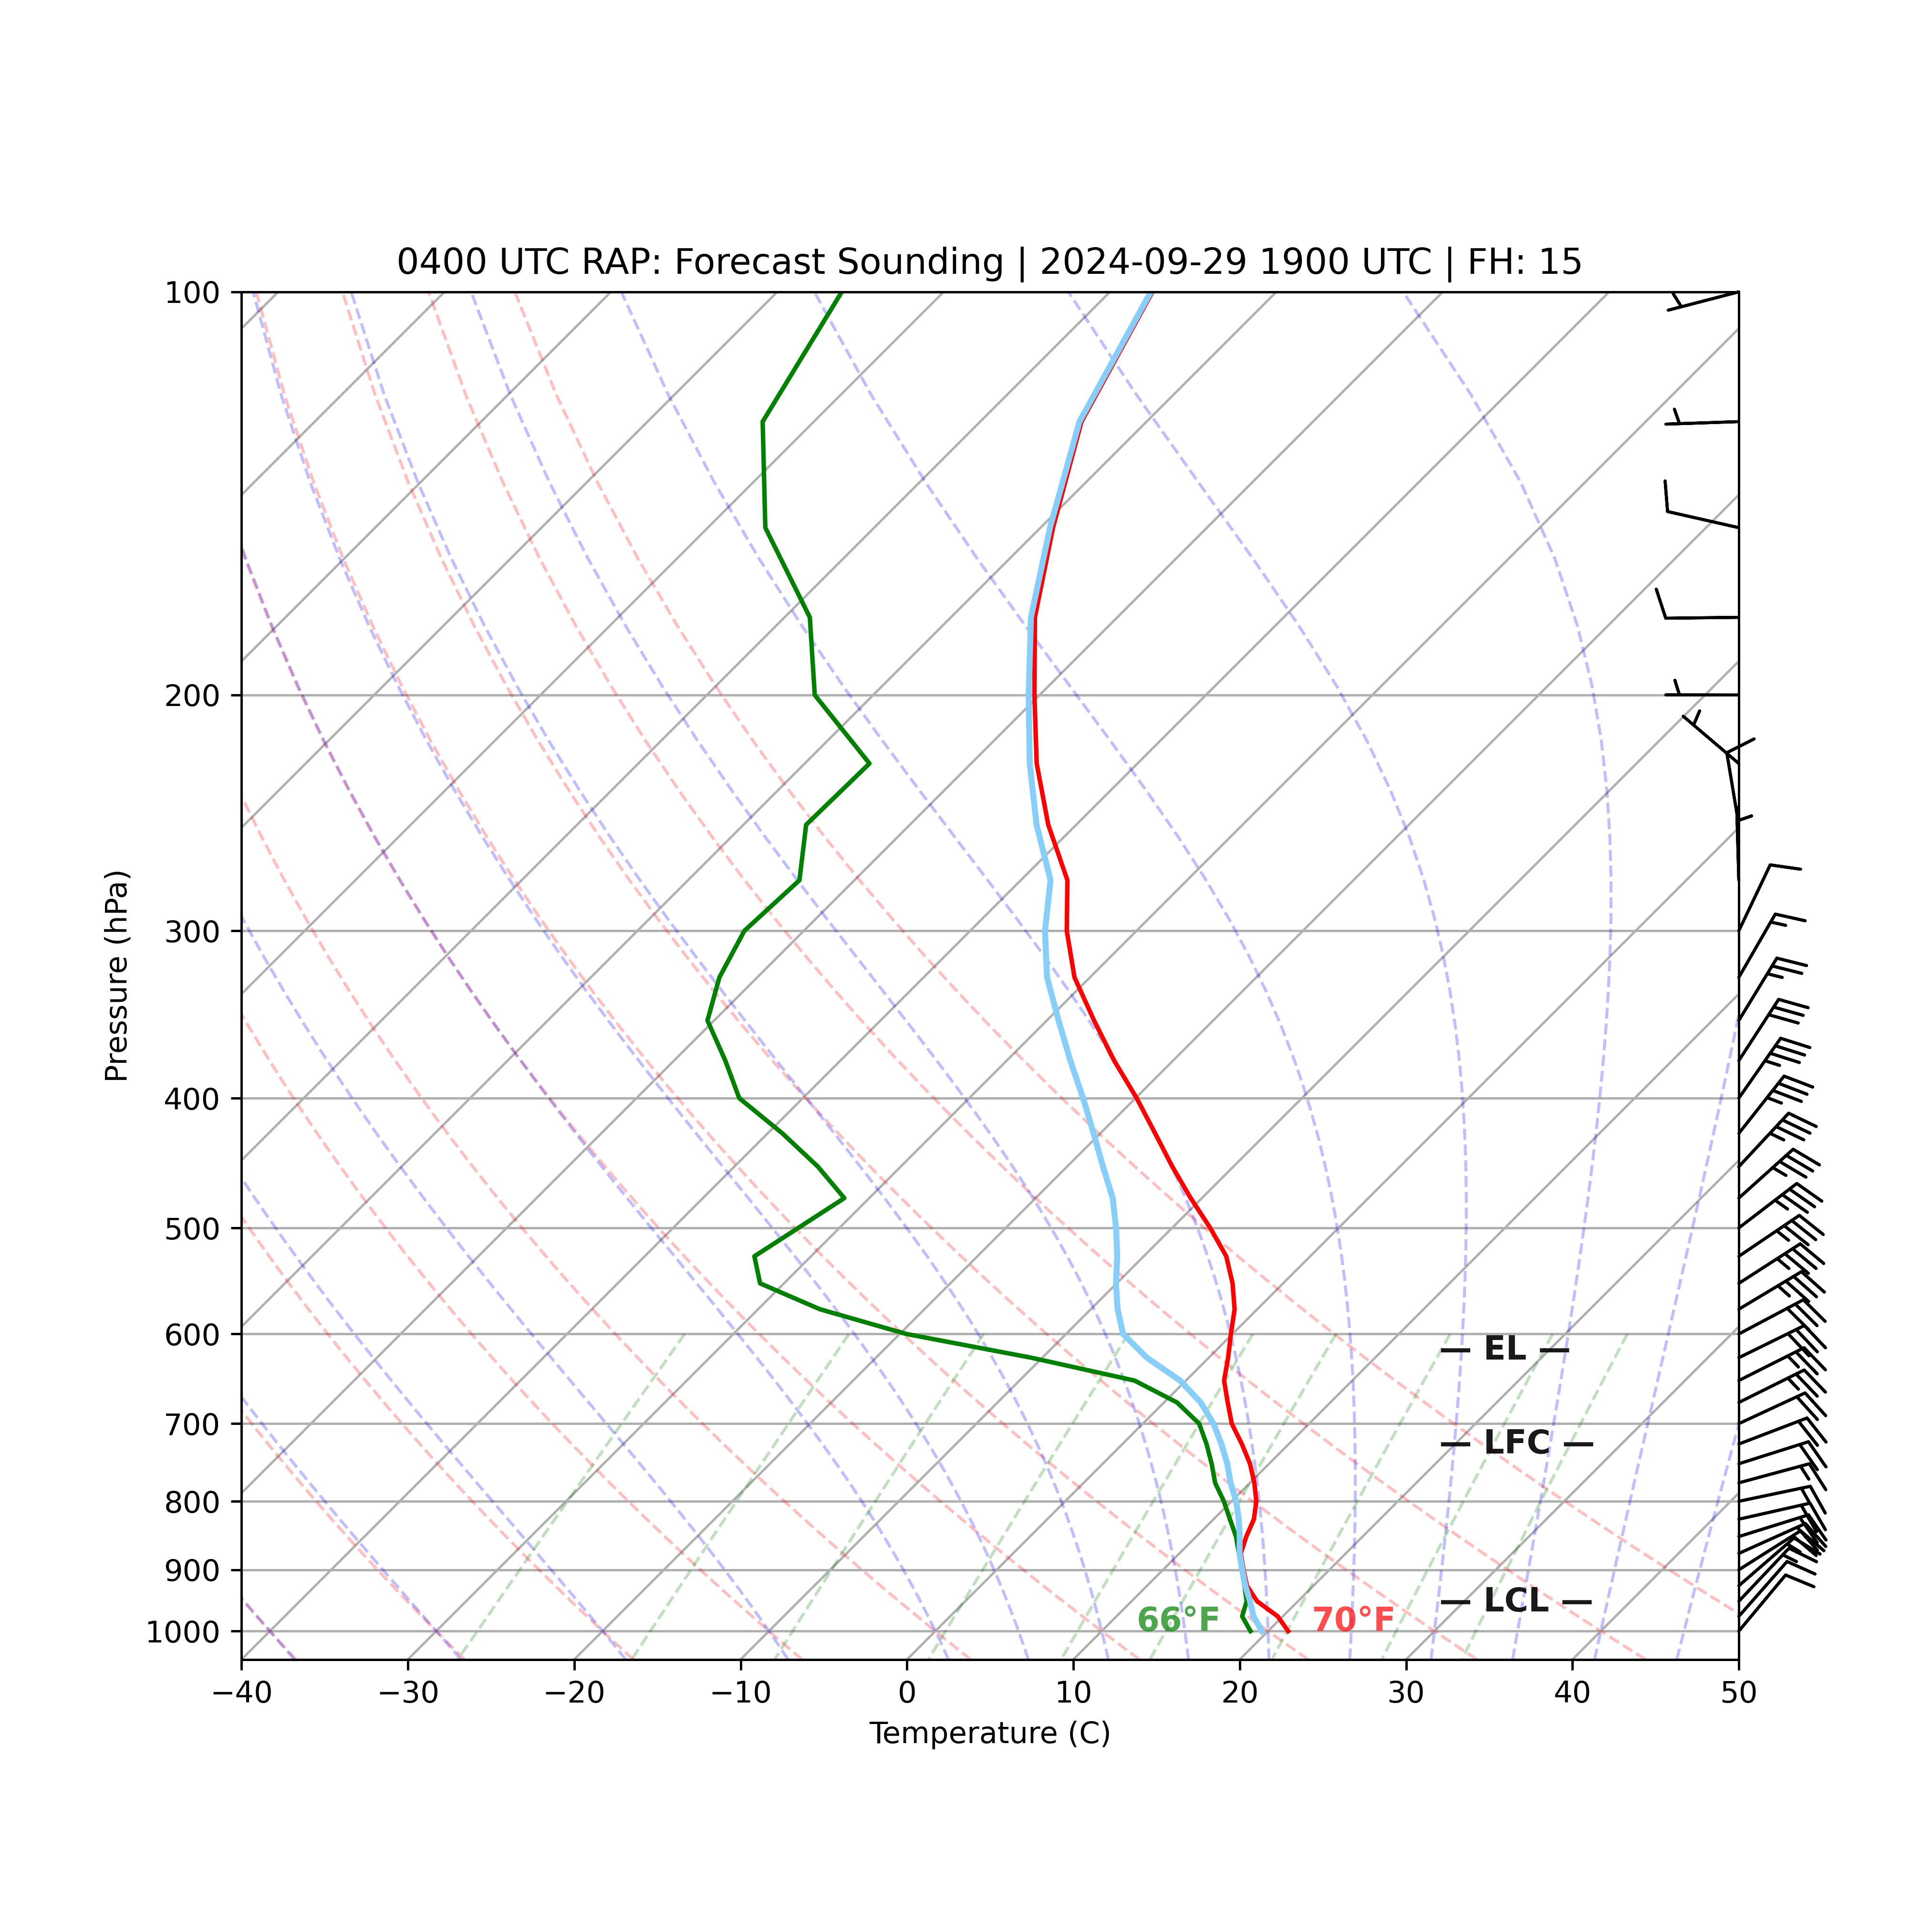 0400 UTC RAP: Forecast Sounding | 2024-09-29 1900 UTC | FH: 15
100
200
300
400
500
600
700
800
900
1000
Pressure (hPa)
— EL —
— LFC —
— LCL —
66°F
70°F
−40
−30
−20
−10
0
10
20
30
40
50
Temperature (C)